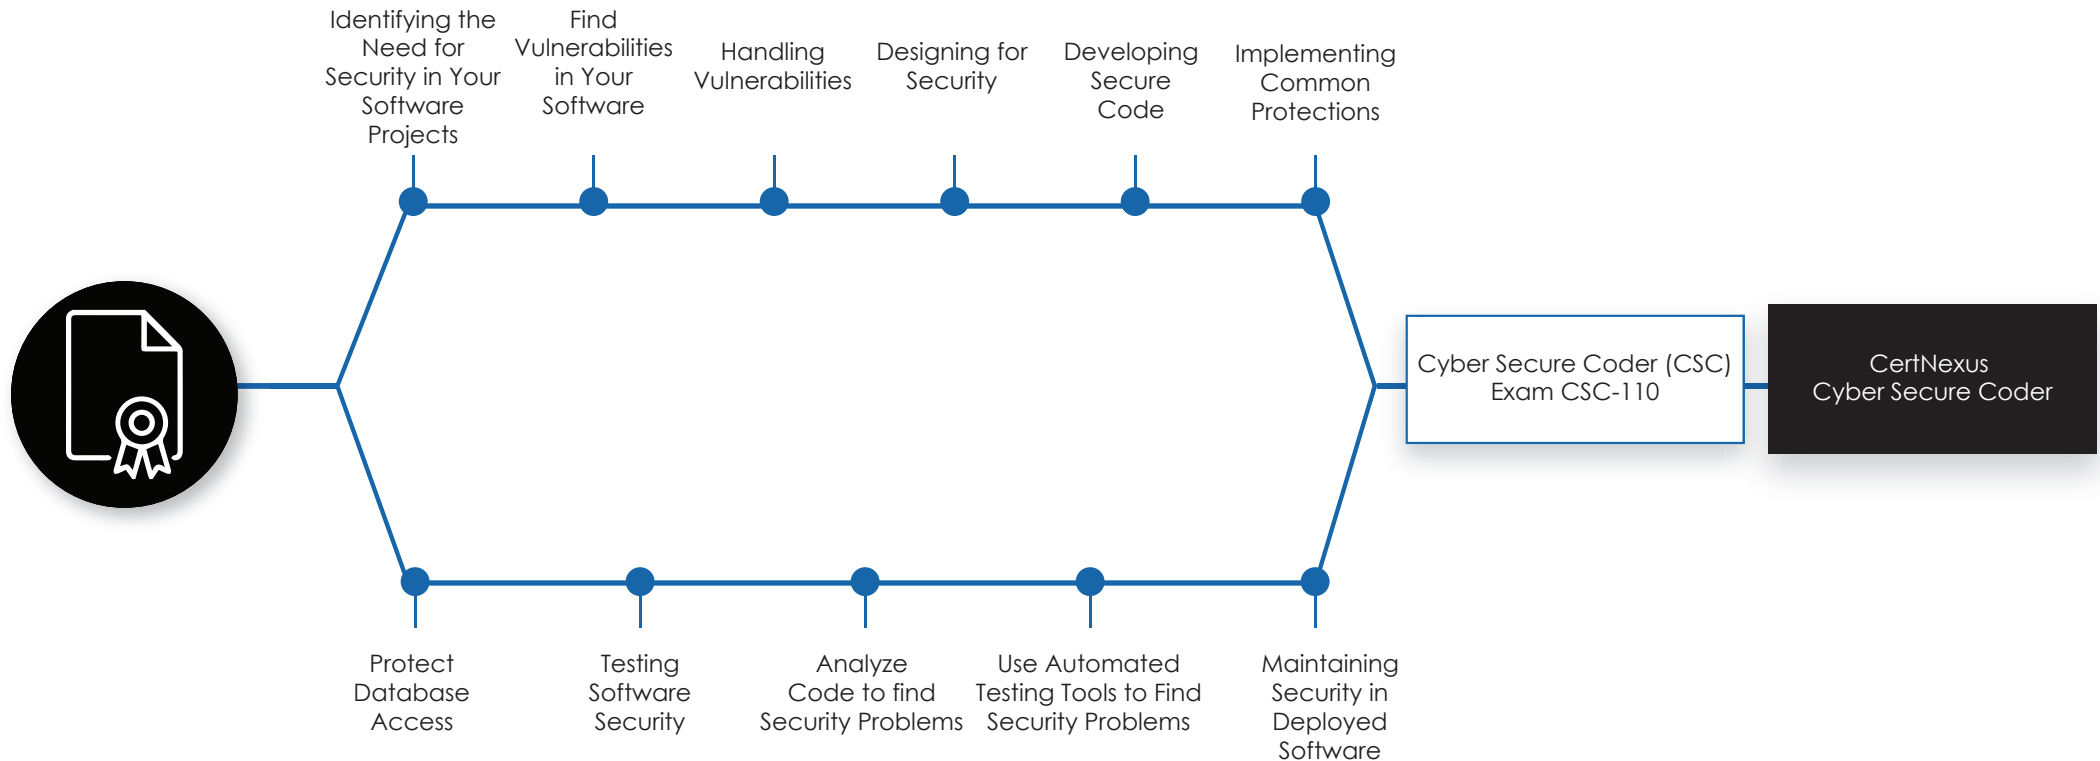 Identifying the
Need for
Security in Your
Software
Projects
Find
Vulnerabilities
in Your
Software
Handling
Vulnerabilities
Designing for
Security
Developing
Secure
Code
Implementing
Common
Protections
Cyber Secure Coder (CSC)
Exam CSC-110
CertNexus
Cyber Secure Coder
Protect
Database
Access
Testing
Software
Security
Analyze
Code to find
Security Problems
Use Automated
Testing Tools to Find
Security Problems
Maintaining
Security in
Deployed
Software